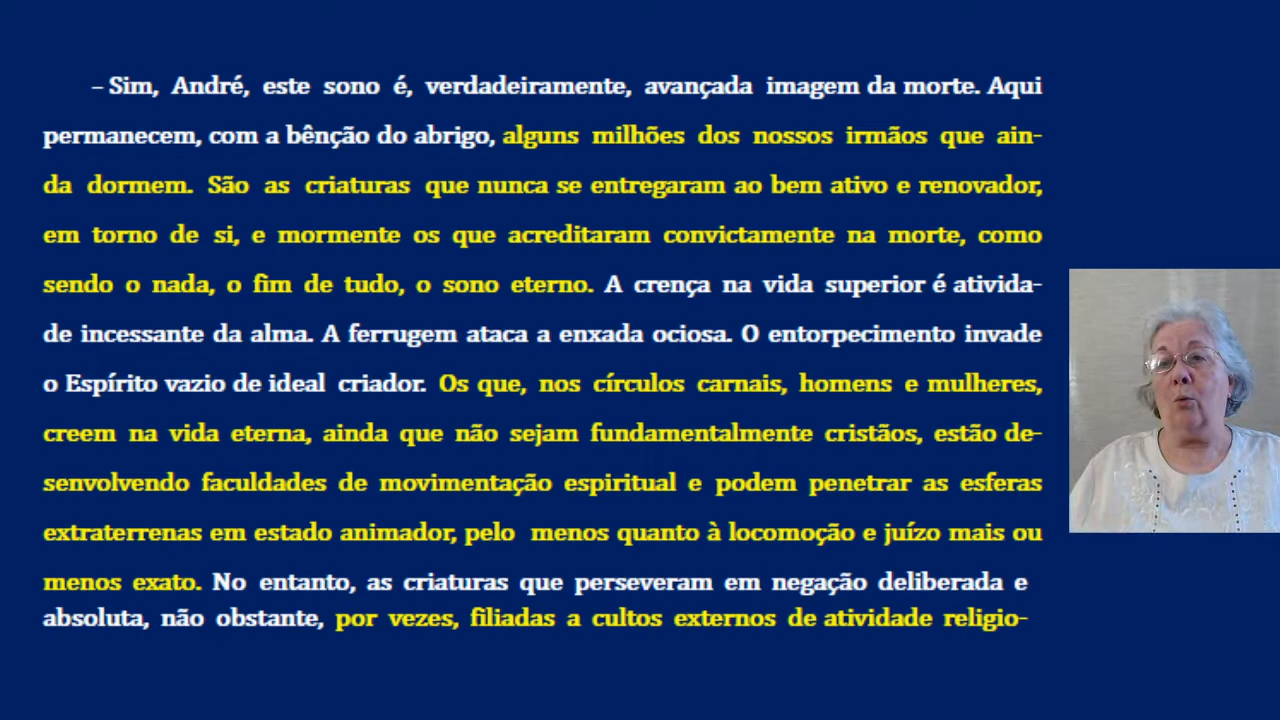 – Sim, André, este sono é, verdadeiramente, avançada imagem da morte. Aqui
permanecem, com a bênção do abrigo, alguns milhões dos nossos irmãos que ain-
da dormem. São as criaturas que nunca se entregaram ao bem ativo e renovador,
em torno de si, e mormente os que acreditaram convictamente na morte, como
sendo o nada, o fim de tudo, o sono eterno. A crença na vida superior é ativida-
de incessante da alma. A ferrugem ataca a enxada ociosa. O entorpecimento invade
o Espírito vazio de ideal criador. Os que, nos círculos carnais, homens e mulheres,
creem na vida eterna, ainda que não sejam fundamentalmente cristãos, estão de-
senvolvendo faculdades de movimentação espiritual e podem penetrar as esferas
extraterrenas em estado animador, pelo menos quanto à locomoção e juízo mais ou
menos exato. No entanto, as criaturas que perseveram em negação deliberada e
absoluta, não obstante, por vezes, filiadas a cultos externos de atividade religio-